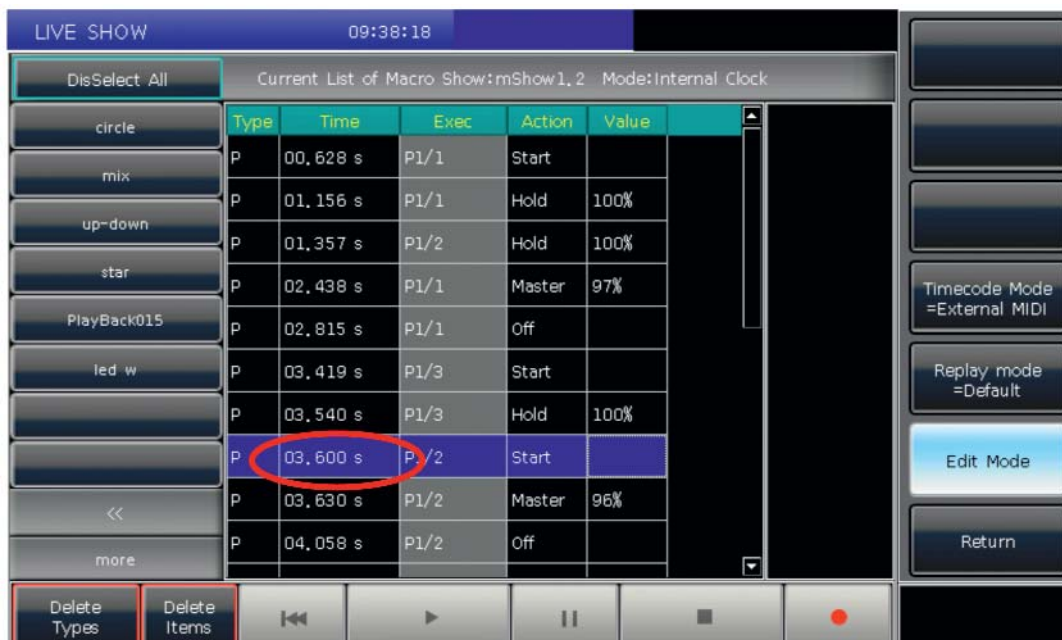 LIVE SHOW 09:38:18
DisSelect All
Current List of Macro Show:mShow1.2 Mode:Internal Clock
circle
mix
up-down
star
PlayBack015
led w
<<
more
Type Time Exec Action Value
P 00.628 s P1/1 Start
P 01.156 s P1/1 Hold 100%
P 01.357 s P1/2 Hold 100%
P 02.438 s P1/1 Master 97%
P 02.815 s P1/1 Off
P 03.419 s P1/3 Start
P 03.540 s P1/3 Hold 100%
P 03.600 s P1/2 Start
P 03.630 s P1/2 Master 96%
P 04.058 s P1/2 Off
Timecode Mode
=External MIDI
Replay mode
=Default
Edit Mode
Return
Delete
Types
Delete
Items